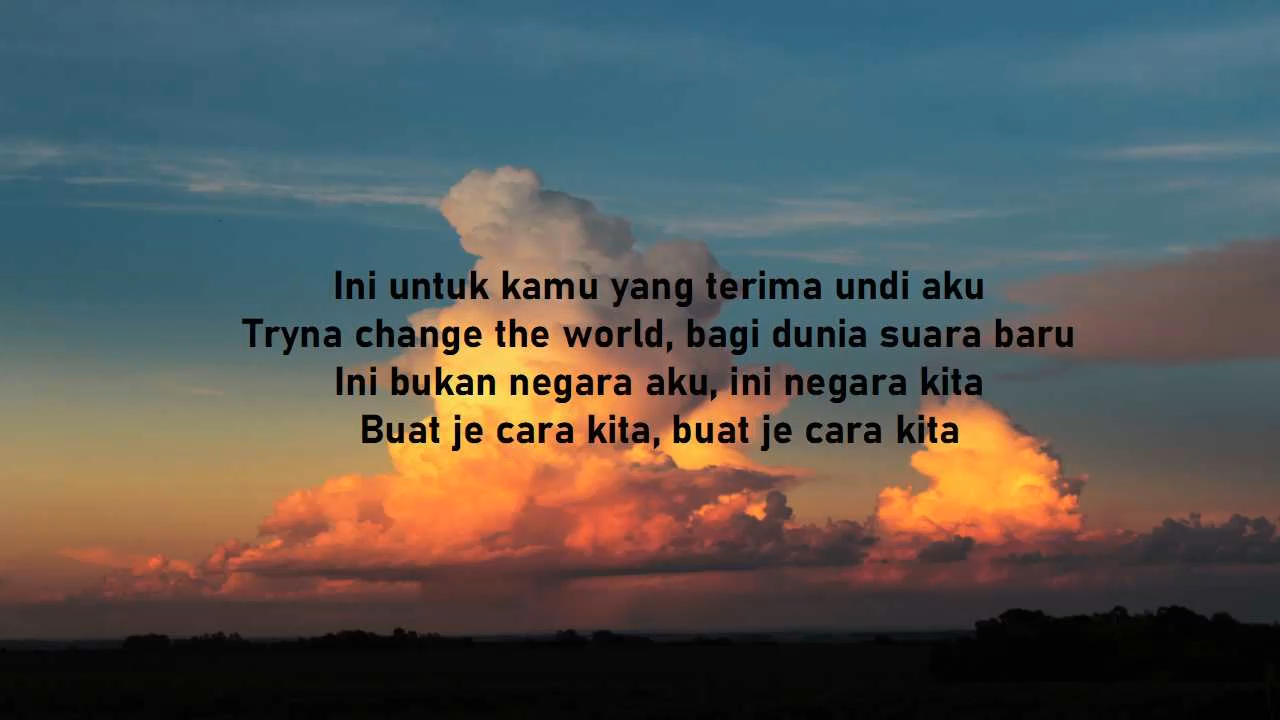 Ini untuk kamu yang terima undi aku
Tryna change the world, bagi dunia suara baru
Ini bukan negara aku, ini negara kita
Buat je cara kita, buat je cara kita